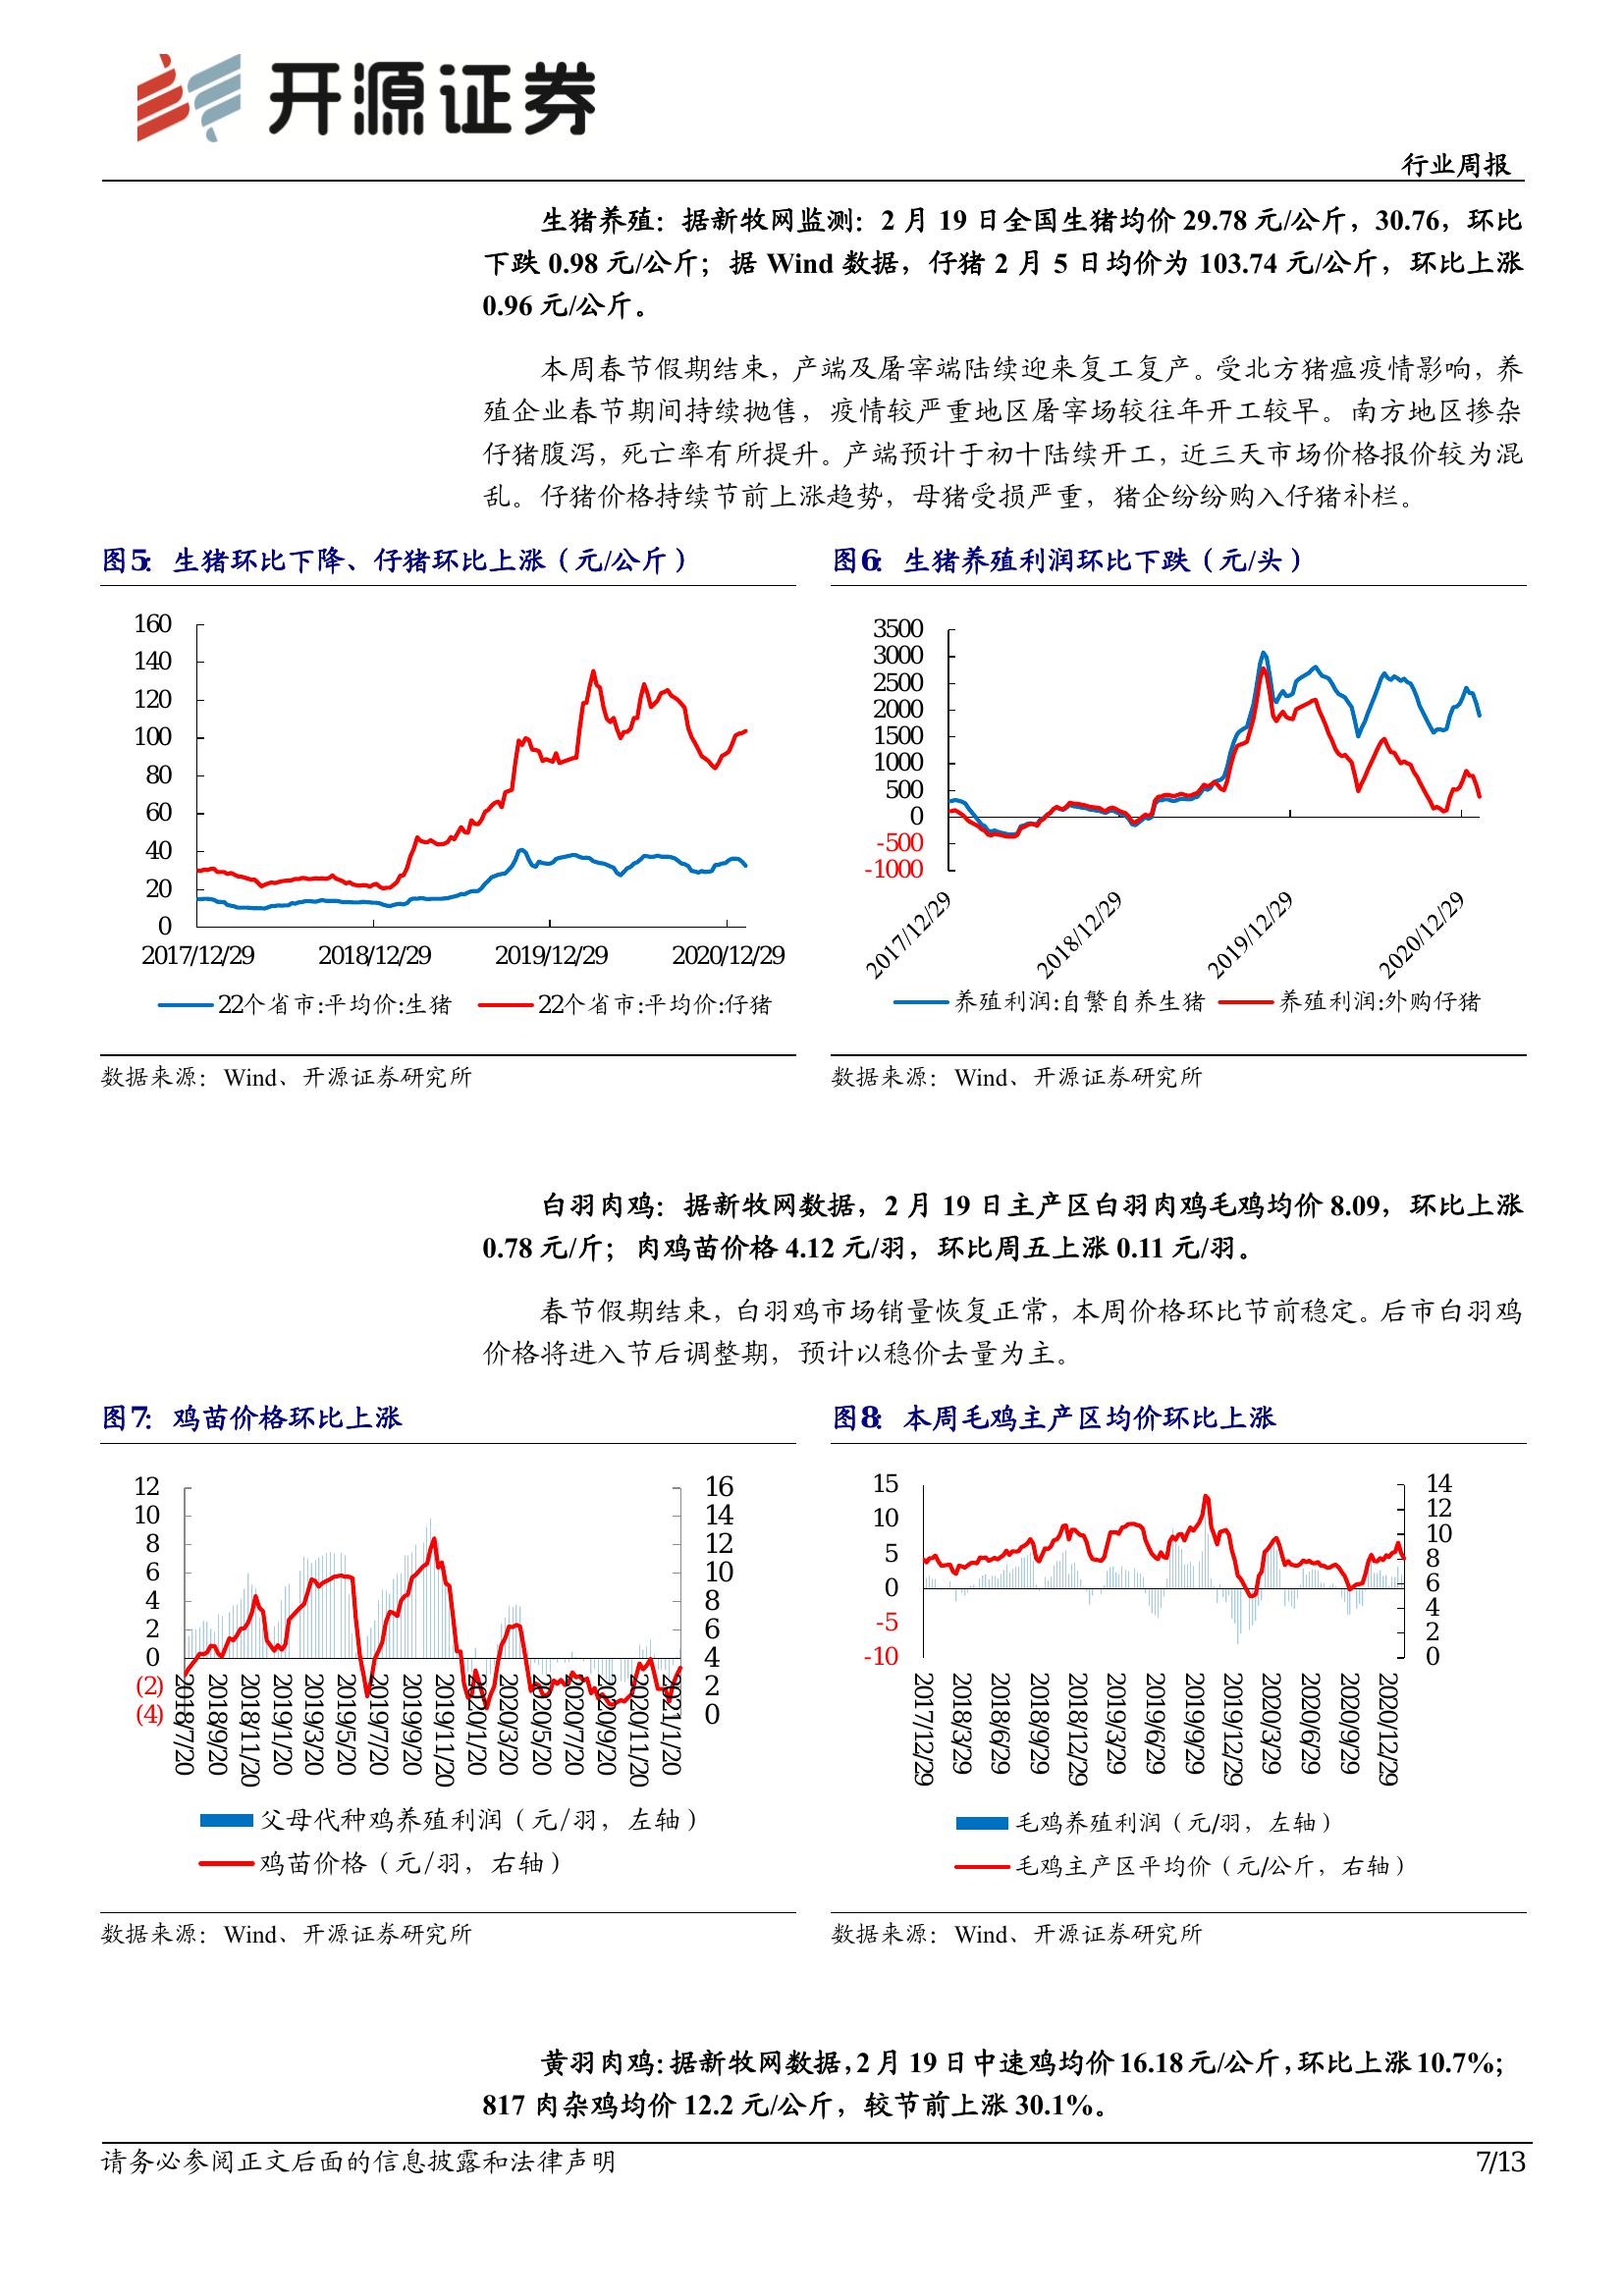 开源证券
行业周报
生猪养殖：据新牧网监测：2 月 19 日全国生猪均价 29.78 元/公斤，30.76，环比
下跌 0.98 元/公斤；据 Wind 数据，仔猪 2 月 5 日均价为 103.74 元/公斤，环比上涨
0.96 元/公斤。
本周春节假期结束，产端及屠宰端陆续迎来复工复产。受北方猪瘟疫情影响，养
殖企业春节期间持续抛售，疫情较严重地区屠宰场较往年开工较早。南方地区掺杂
仔猪腹泻，死亡率有所提升。产端预计于初十陆续开工，近三天市场价格报价较为混
乱。仔猪价格持续节前上涨趋势，母猪受损严重，猪企纷纷购入仔猪补栏。
图5： 生猪环比下降、仔猪环比上涨（元/公斤）
160
140
120
100
80
60
40
20
0
2017/12/29 2018/12/29 2019/12/29 2020/12/29
22个省市:平均价:生猪 22个省市:平均价:仔猪
数据来源：Wind、开源证券研究所
图6： 生猪养殖利润环比下跌（元/头）
3500
3000
2500
2000
1500
1000
500
0
-500
-1000
2017/12/29 2018/12/29 2019/12/29 2020/12/29
养殖利润:自繁自养生猪 养殖利润:外购仔猪
数据来源：Wind、开源证券研究所
白羽肉鸡：据新牧网数据，2 月 19 日主产区白羽肉鸡毛鸡均价 8.09，环比上涨
0.78 元/斤；肉鸡苗价格 4.12 元/羽，环比周五上涨 0.11 元/羽。
春节假期结束，白羽鸡市场销量恢复正常，本周价格环比节前稳定。后市白羽鸡
价格将进入节后调整期，预计以稳价去量为主。
图7： 鸡苗价格环比上涨
12
10
8
6
4
2
0
(2)
(4)
16
14
12
10
8
6
4
2
0
2018/7/20 2018/9/20 2018/11/20 2019/1/20 2019/3/20 2019/5/20 2019/7/20 2019/9/20 2019/11/20 2020/1/20 2020/3/20 2020/5/20 2020/7/20 2020/9/20 2020/11/20 2021/1/20
父母代种鸡养殖利润（元/羽，左轴）
鸡苗价格（元/羽，右轴）
数据来源：Wind、开源证券研究所
图8： 本周毛鸡主产区均价环比上涨
15
10
5
0
-5
-10
14
12
10
8
6
4
2
0
2017/12/29 2018/3/29 2018/6/29 2018/9/29 2018/12/29 2019/3/29 2019/6/29 2019/9/29 2019/12/29 2020/3/29 2020/6/29 2020/9/29 2020/12/29
毛鸡养殖利润（元/羽，左轴）
毛鸡主产区平均价（元/公斤，右轴）
数据来源：Wind、开源证券研究所
黄羽肉鸡：据新牧网数据，2 月 19 日中速鸡均价 16.18 元/公斤，环比上涨 10.7%；
817 肉杂鸡均价 12.2 元/公斤，较节前上涨 30.1%。
请务必参阅正文后面的信息披露和法律声明
7/13